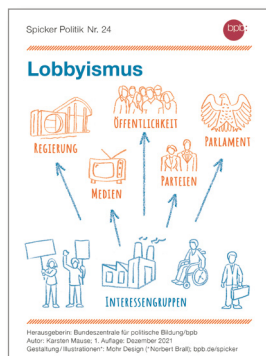 Spicker Politik Nr. 24
bpb:
Lobbyismus
ÖFFENTLICHKEIT
REGIERUNG
PARLAMENT
MEDIEN
PARTEIEN
INTERESSENGRUPPEN
Herausgeberin: Bundeszentrale für politische Bildung/bpb
Autor: Karsten Mause; 1. Auflage: Dezember 2021
Gestaltung/Illustrationen*: Mohr Design (*Norbert Brall); bpb.de/spicker